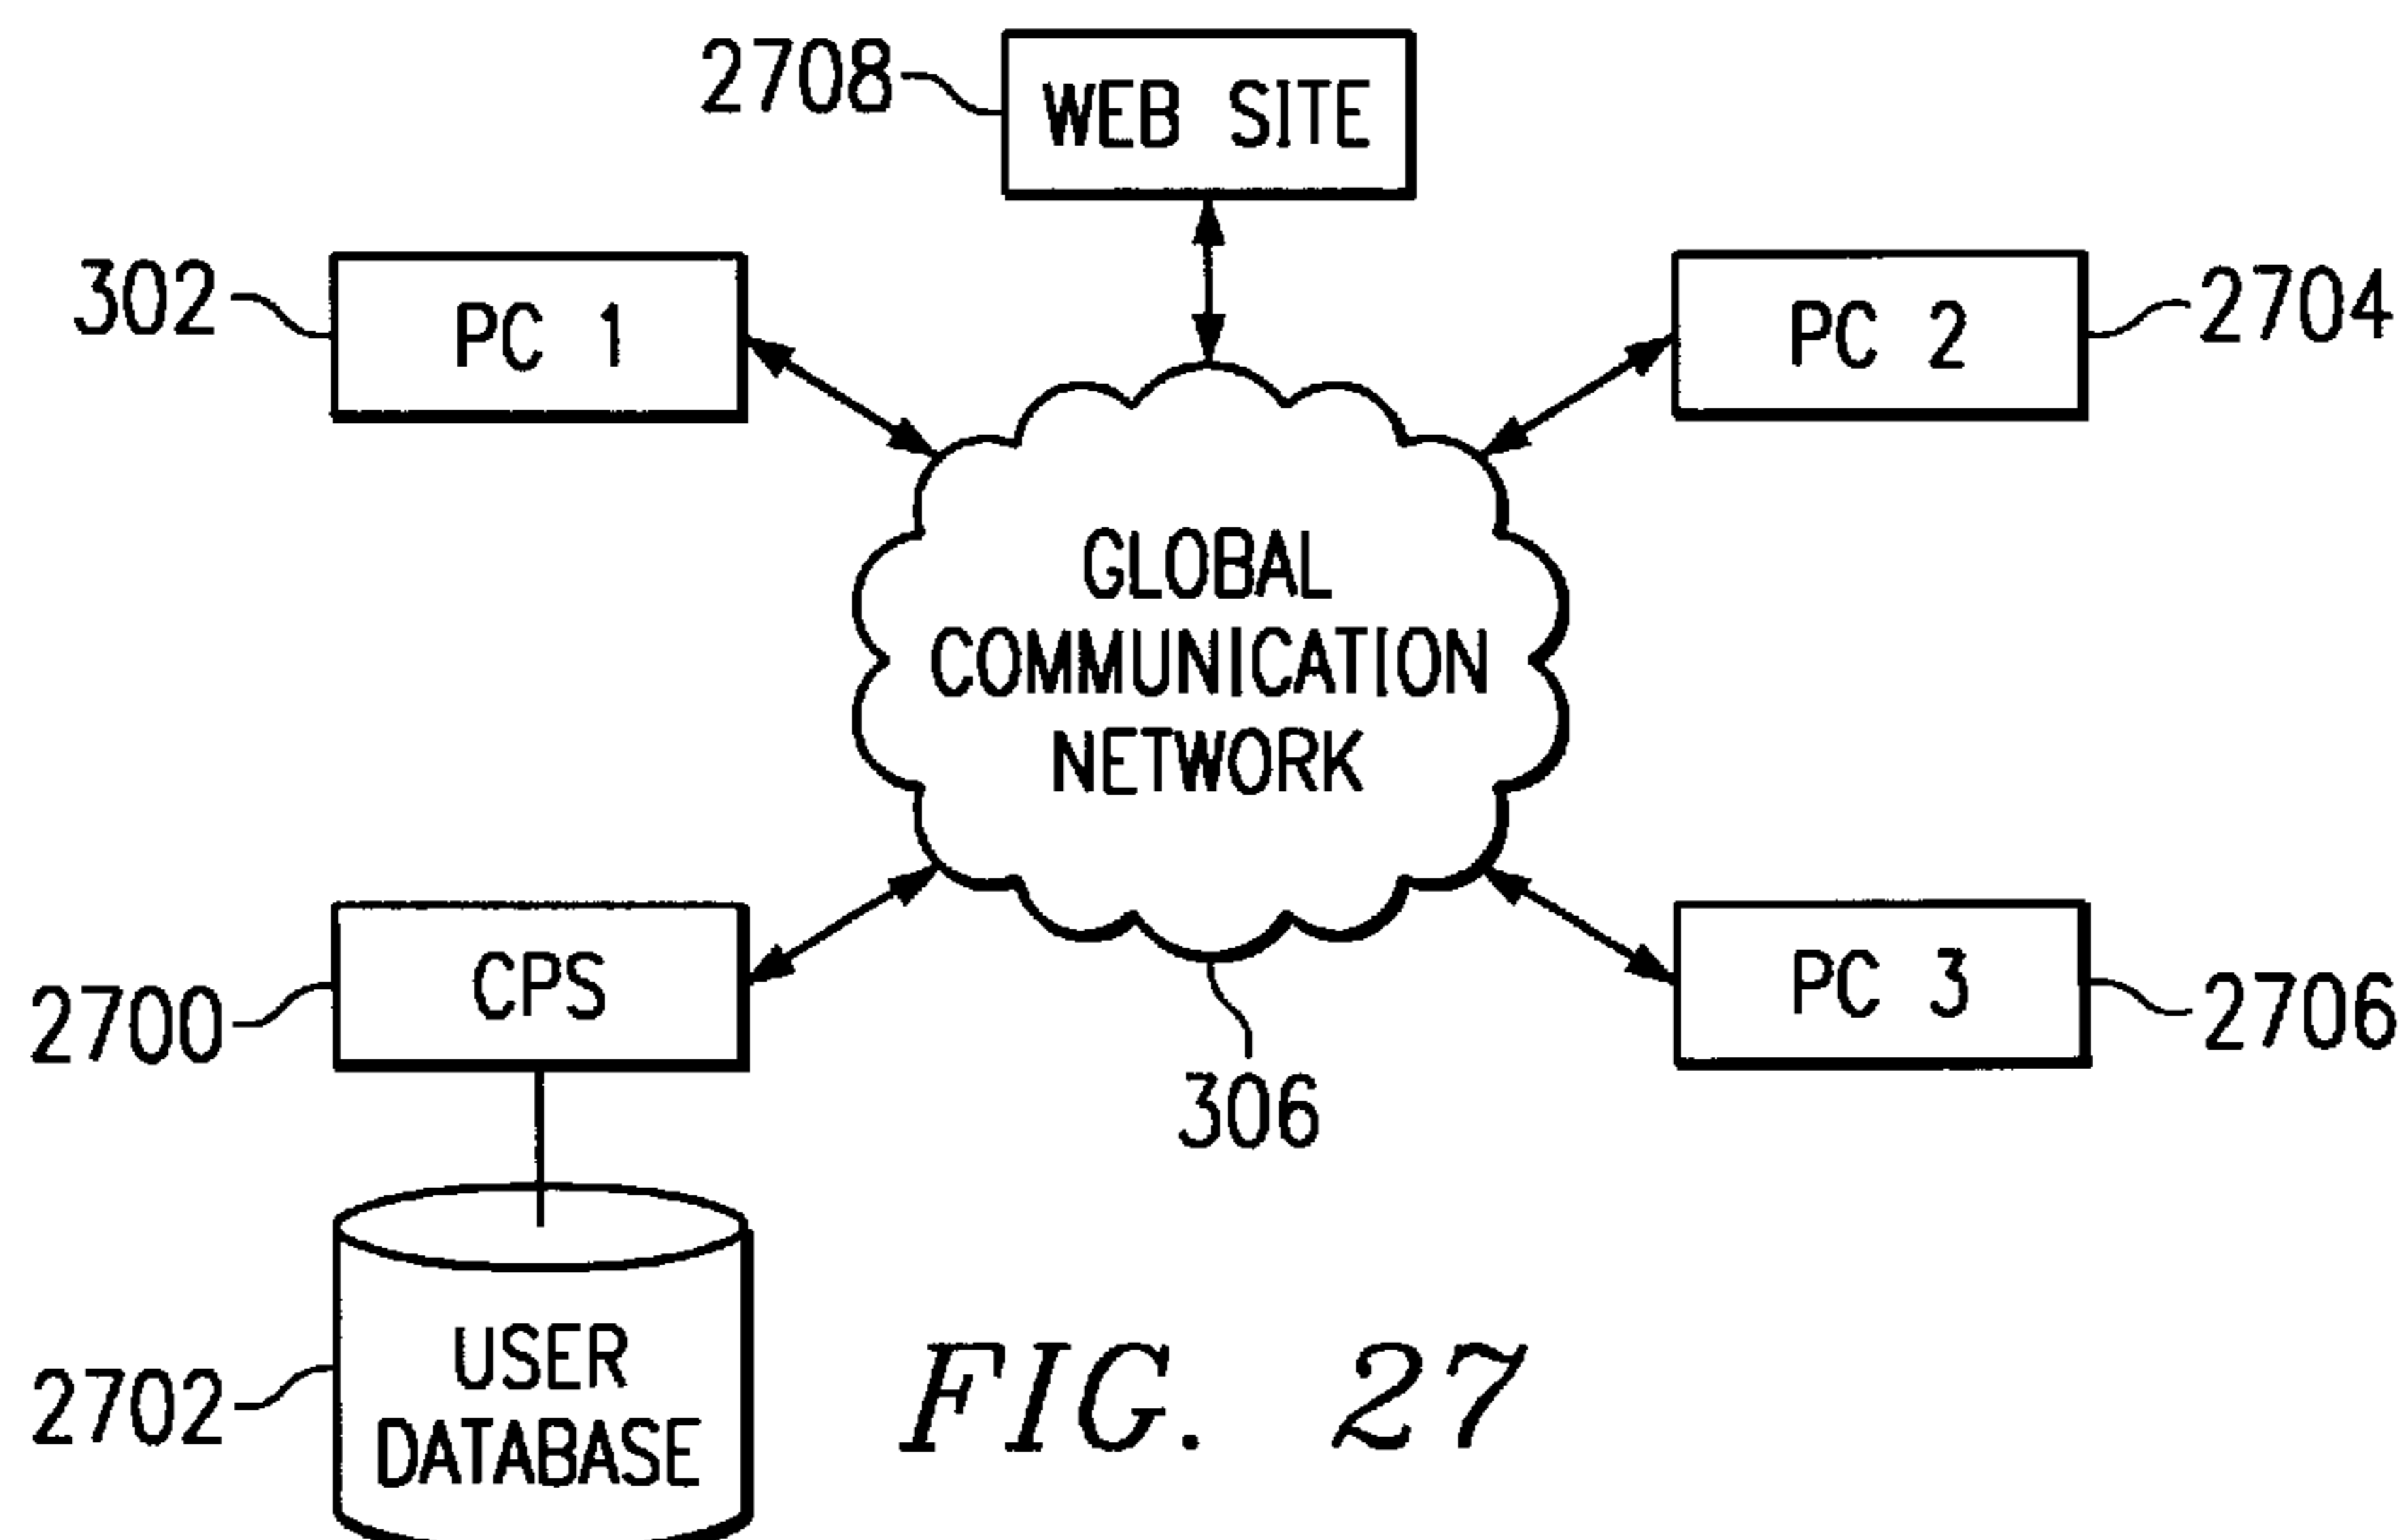 2708
WEB SITE
302
PC 1
PC 2
2704
GLOBAL
COMMUNICATION
NETWORK
2700
CPS
PC 3
2706
306
2702
USER
DATABASE
FIG. 27